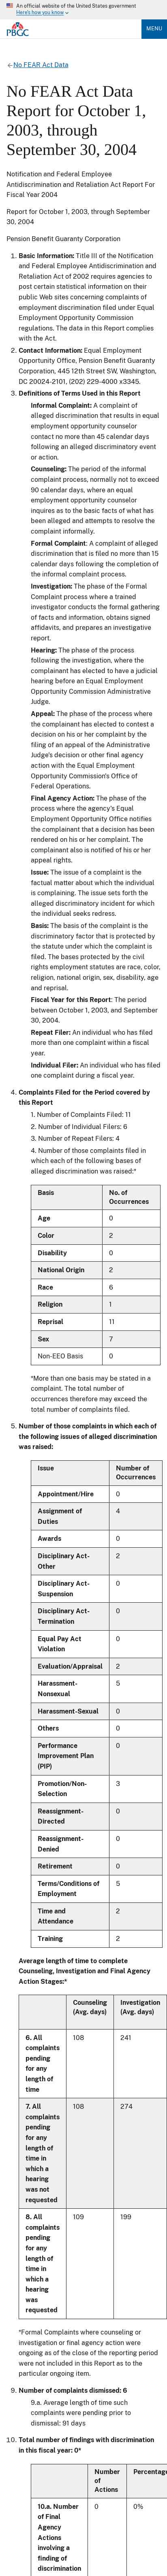 An official website of the United States government
Here's how you know
PBGC
MENU
No FEAR Act Data
No FEAR Act Data
Report for October 1,
2003, through
September 30, 2004
Notification and Federal Employee
Antidiscrimination and Retaliation Act Report For
Fiscal Year 2004
Report for October 1, 2003, through September
30, 2004
Pension Benefit Guaranty Corporation
1. Basic Information: Title III of the Notification
and Federal Employee Antidiscrimination and
Retaliation Act of 2002 requires agencies to
post certain statistical information on their
public Web sites concerning complaints of
employment discrimination filed under Equal
Employment Opportunity Commission
regulations. The data in this Report complies
with the Act.
2. Contact Information: Equal Employment
Opportunity Office, Pension Benefit Guaranty
Corporation, 445 12th Street SW, Washington,
DC 20024-2101, (202) 229-4000 x3345.
3. Definitions of Terms Used in this Report
Informal Complaint: A complaint of alleged
discrimination that results in an equal
employment opportunity counselor
contact no more than 45 calendar days
following an alleged discriminatory event
or action.
Counseling: The period of the informal
complaint process, normally not to exceed
90 calendar days, where an equal
employment opportunity counselor
inquires as to the basic facts of what has
been alleged and attempts to resolve the
complaint informally.
Formal Complaint: A complaint of alleged
discrimination that is filed no more than 15
calendar days following the completion of
the informal complaint process.
Investigation: The phase of the Formal
Complaint process where a trained
investigator conducts the formal gathering
of facts and information, obtains signed
affidavits, and prepares an investigative
report.
Hearing: The phase of the process
following the investigation, where the
complainant has elected to have a judicial
hearing before an Equal Employment
Opportunity Commission Administrative
Judge.
Appeal: The phase of the process where
the complainant has elected to contest a
decision on his or her complaint by the
filing of an appeal of the Administrative
Judge's decision or other final agency
action with the Equal Employment
Opportunity Commission's Office of
Federal Operations.
Final Agency Action: The phase of the
process where the agency's Equal
Employment Opportunity Office notifies
the complainant that a decision has been
rendered on his or her complaint. The
complainant also is notified of his or her
appeal rights.
Issue: The issue of a complaint is the
factual matter about which the individual
is complaining. The issue sets forth the
alleged discriminatory incident for which
the individual seeks redress.
Basis: The basis of the complaint is the
discriminatory factor that is protected by
statute under which the complaint is
filed. The bases protected by the civil
rights employment statutes are race, color,
religion, national origin, sex, disability, age
and reprisal.
Fiscal Year for this Report: The period
between October 1, 2003, and September
30, 2004.
Repeat Filer: An individual who has filed
more than one complaint within a fiscal
year.
Individual Filer: An individual who has filed
one complaint during a fiscal year.
4. Complaints Filed for the Period covered by
this Report
1. Number of Complaints Filed: 11
2. Number of Individual Filers: 6
3. Number of Repeat Filers: 4
4. Number of those complaints filed in
which each of the following bases of
alleged discrimination was raised:*
Basis No. of
Occurrences
Age 0
Color 2
Disability 0
National Origin 2
Race 6
Religion 1
Reprisal 11
Sex 7
Non-EEO Basis 0
*More than one basis may be stated in a
complaint. The total number of
occurrences therefore may exceed the
total number of complaints filed.
5. Number of those complaints in which each of
the following issues of alleged discrimination
was raised:
Issue Number of
Occurrences
Appointment/Hire 0
Assignment of 4
Duties
Awards 0
Disciplinary Act- 2
Other
Disciplinary Act- 0
Suspension
Disciplinary Act- 0
Termination
Equal Pay Act 0
Violation
Evaluation/Appraisal 2
Harassment- 5
Nonsexual
Harassment-Sexual 0
Others 0
Performance 0
Improvement Plan
(PIP)
Promotion/Non- 3
Selection
Reassignment- 0
Directed
Reassignment- 0
Denied
Retirement 0
Terms/Conditions of 5
Employment
Time and 2
Attendance
Training 2
Average length of time to complete
Counseling, Investigation and Final Agency
Action Stages:*
Counseling Investigation
(Avg. days) (Avg. days)
6. All 108 241
complaints
pending
for any
length of
time
7. All 108 274
complaints
pending
for any
length of
time in
which a
hearing
was not
requested
8. All 109 199
complaints
pending
for any
length of
time in
which a
hearing
was
requested
*Formal Complaints where counseling or
investigation or final agency action were
ongoing as of the close of the reporting period
were not included in this Report as to the
particular ongoing item.
9. Number of complaints dismissed: 6
9.a. Average length of time such
complaints were pending prior to
dismissal: 91 days
10. Total number of findings with discrimination
in this fiscal year: 0*
Number Percentage
of
Actions
10.a. Number 0 0%
of Final
Agency
Actions
involving a
finding of
discrimination